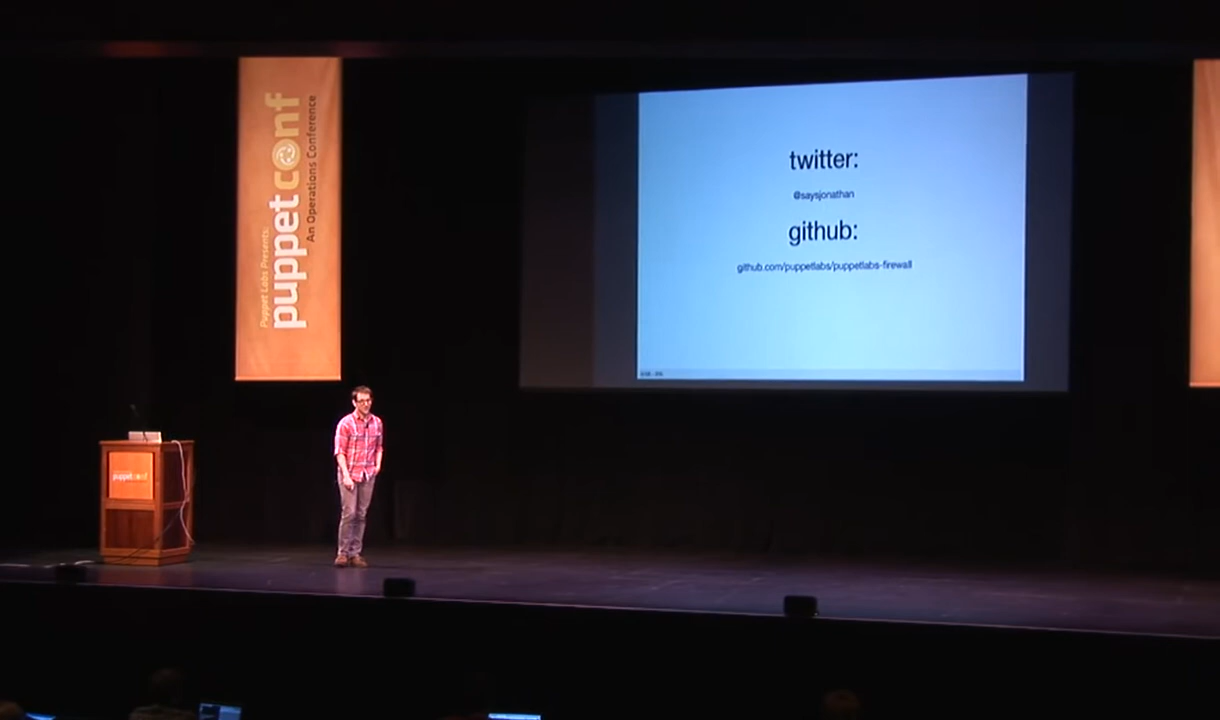 Puppet Labs Presents:
puppetconf
An Operations Conference
twitter:
@saysjonathan
github:
github.com/puppetlabs/puppetlabs-firewall
puppetconf